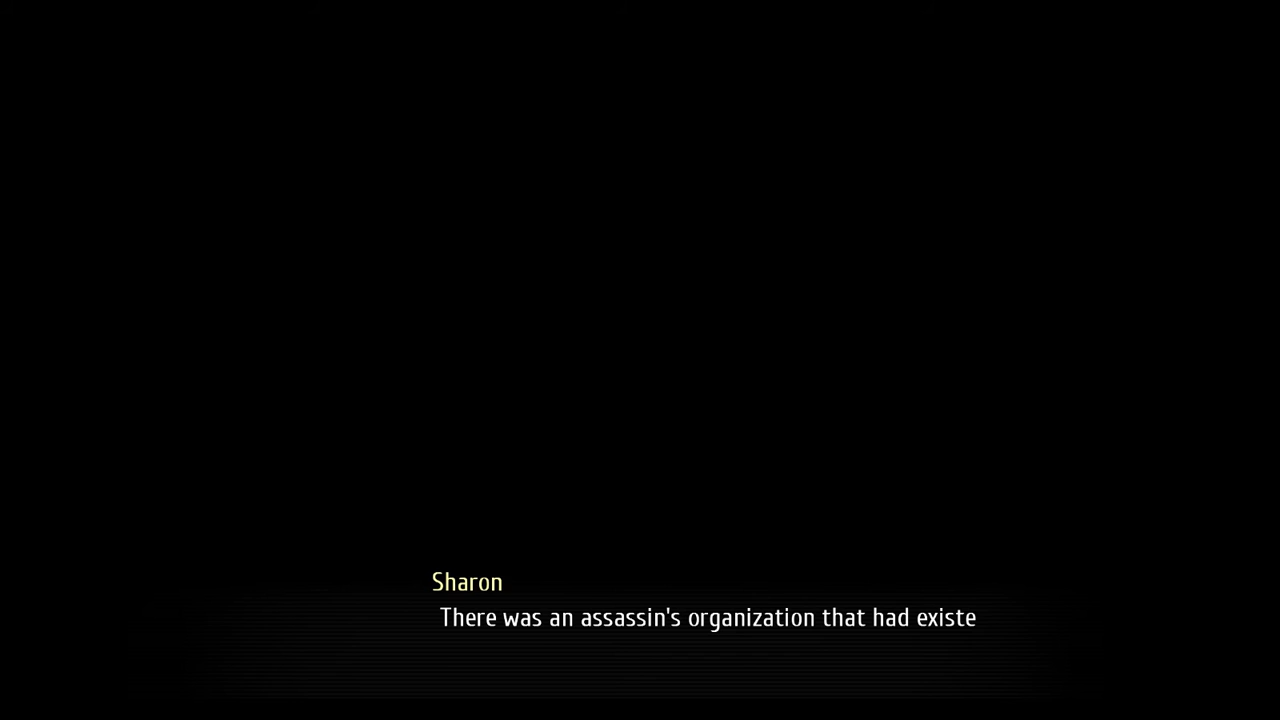 Sharon
There was an assassin's organization that had existe